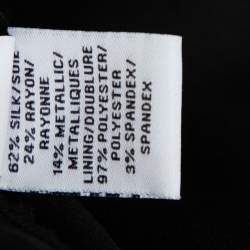 62% SILK/SOIE
24% RAYON/
RAYONNE
14% METALLIC/
METALLIQUES
LINING/DOUBLURE
97% POLYESTER/
POLYESTER
3% SPANDEX/
SPANDEX